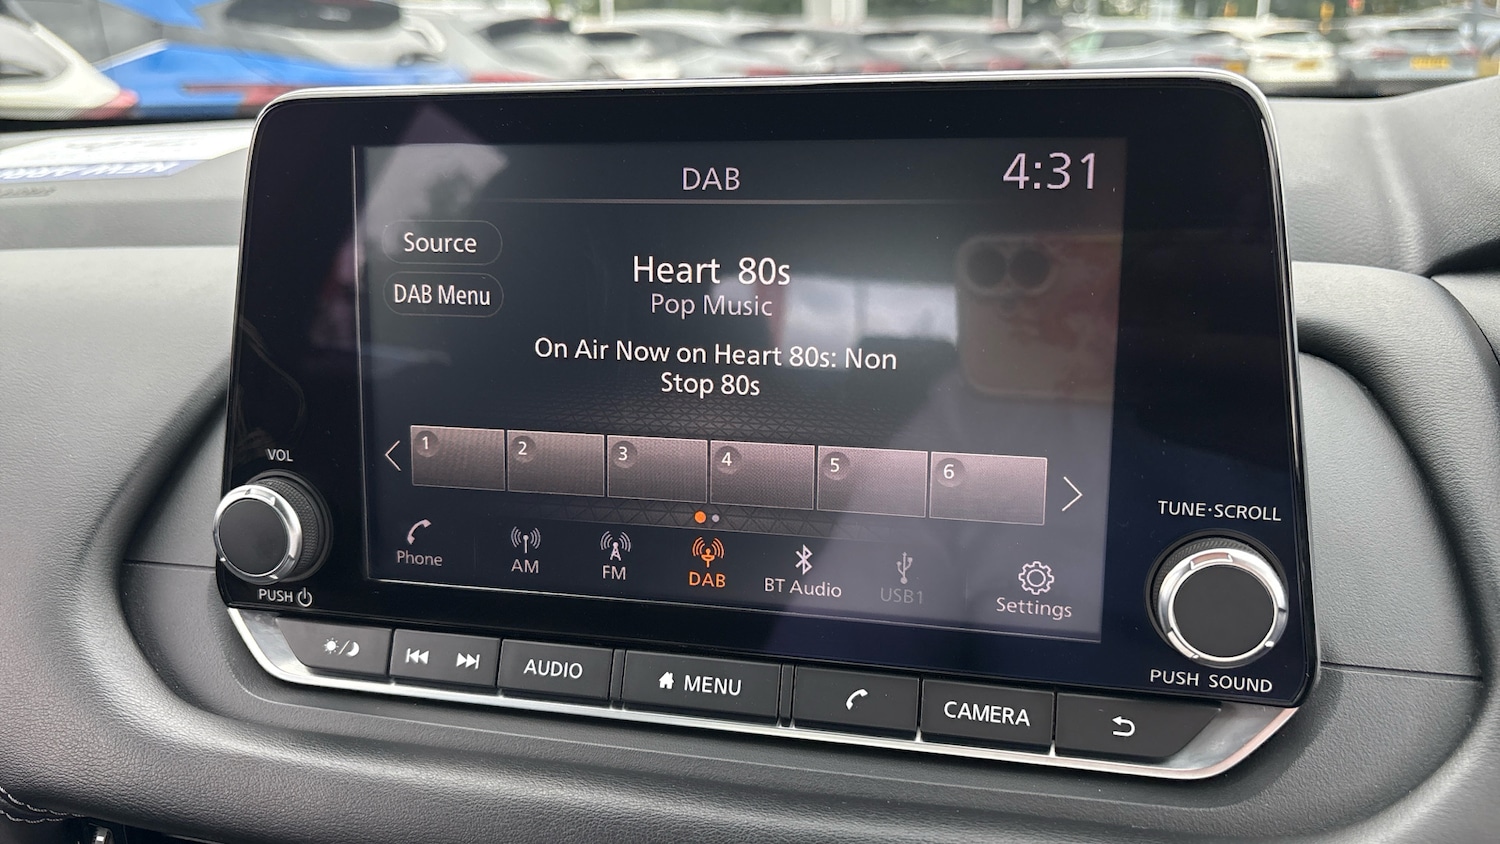 NEW ARR
DAB
4:31
Source
Heart 80s
DAB Menu
Pop Music
On Air Now on Heart 80s: Non
Stop 80s
1 2 3 4 5 6
VOL
TUNE·SCROLL
Phone AM FM DAB BT Audio USB1 Settings
PUSH
PUSH SOUND
AUDIO MENU CAMERA